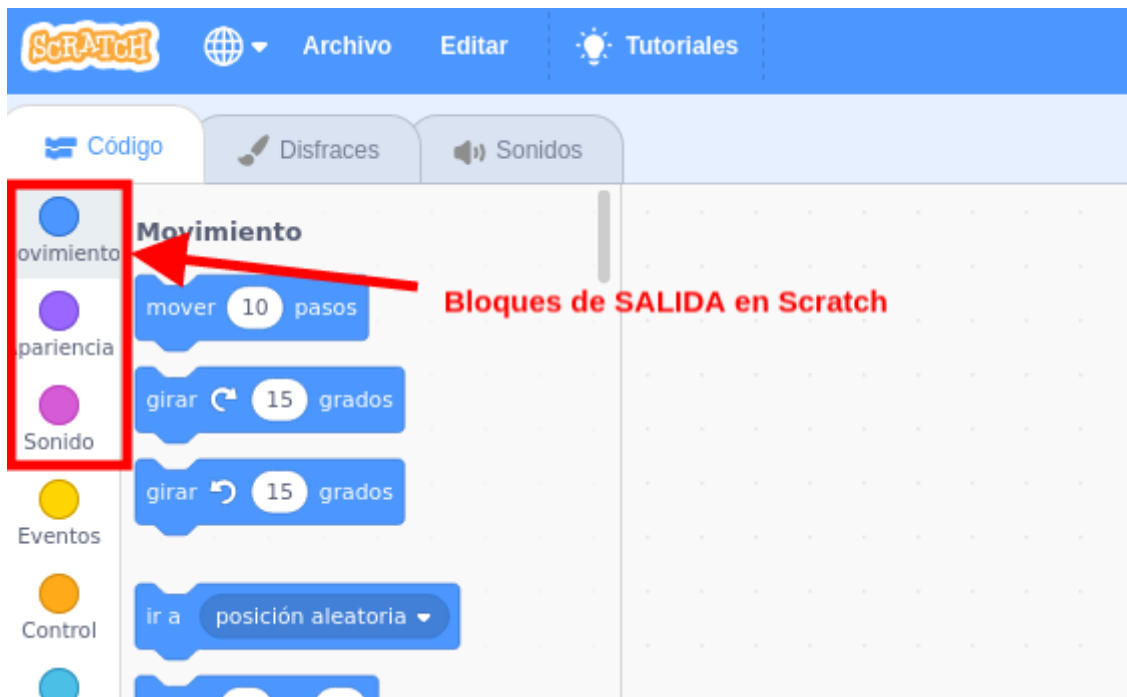 SCRATCH
Archivo
Editar
Tutoriales
Código
Disfraces
Sonidos
ovimiento
pariencia
Sonido
Eventos
Control
Movimiento
mover 10 pasos
girar 15 grados
girar 15 grados
ir a posición aleatoria
Bloques de SALIDA en Scratch